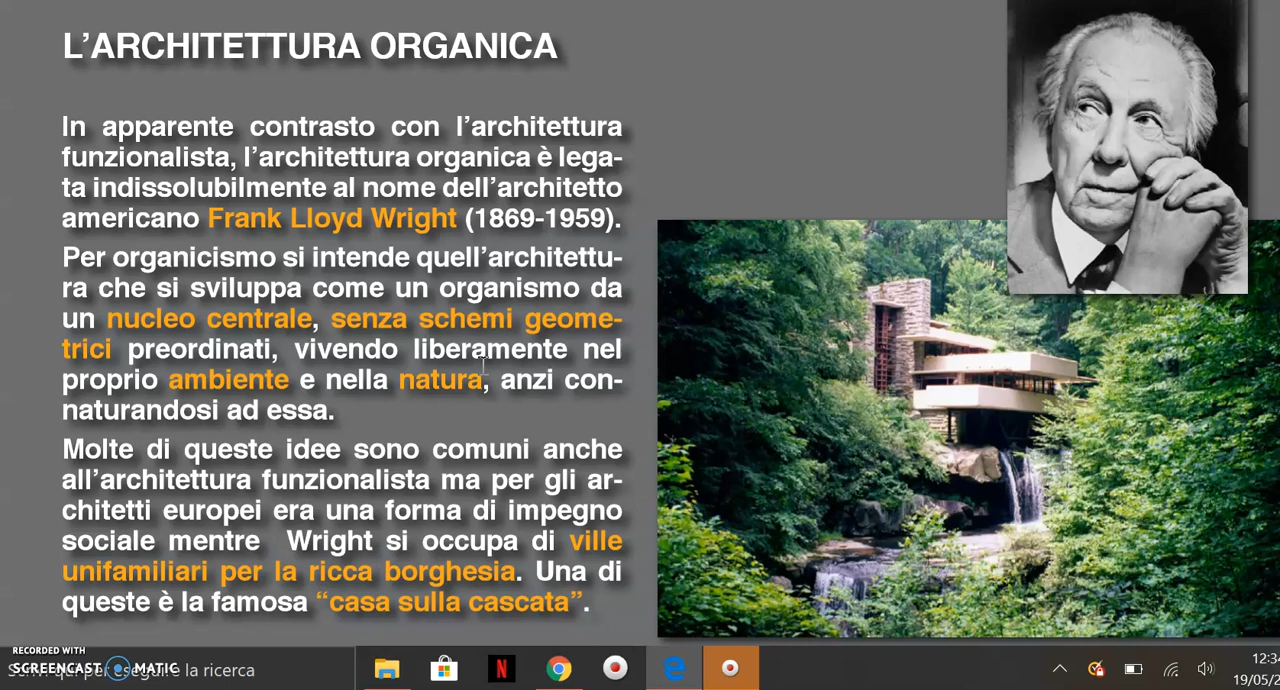 L’ARCHITETTURA ORGANICA
In apparente contrasto con l’architettura
funzionalista, l’architettura organica è lega-
ta indissolubilmente al nome dell’architetto
americano Frank Lloyd Wright (1869-1959).
Per organicismo si intende quell’architettu-
ra che si sviluppa come un organismo da
un nucleo centrale, senza schemi geome-
trici preordinati, vivendo liberamente nel
proprio ambiente e nella natura, anzi con-
naturandosi ad essa.
Molte di queste idee sono comuni anche
all’architettura funzionalista ma per gli ar-
chitetti europei era una forma di impegno
sociale mentre Wright si occupa di ville
unifamiliari per la ricca borghesia. Una di
queste è la famosa “casa sulla cascata”.
RECORDED WITH
SCREENCAST MATIC
Scrivi qui per eseguire la ricerca
N
12:34
19/05/2